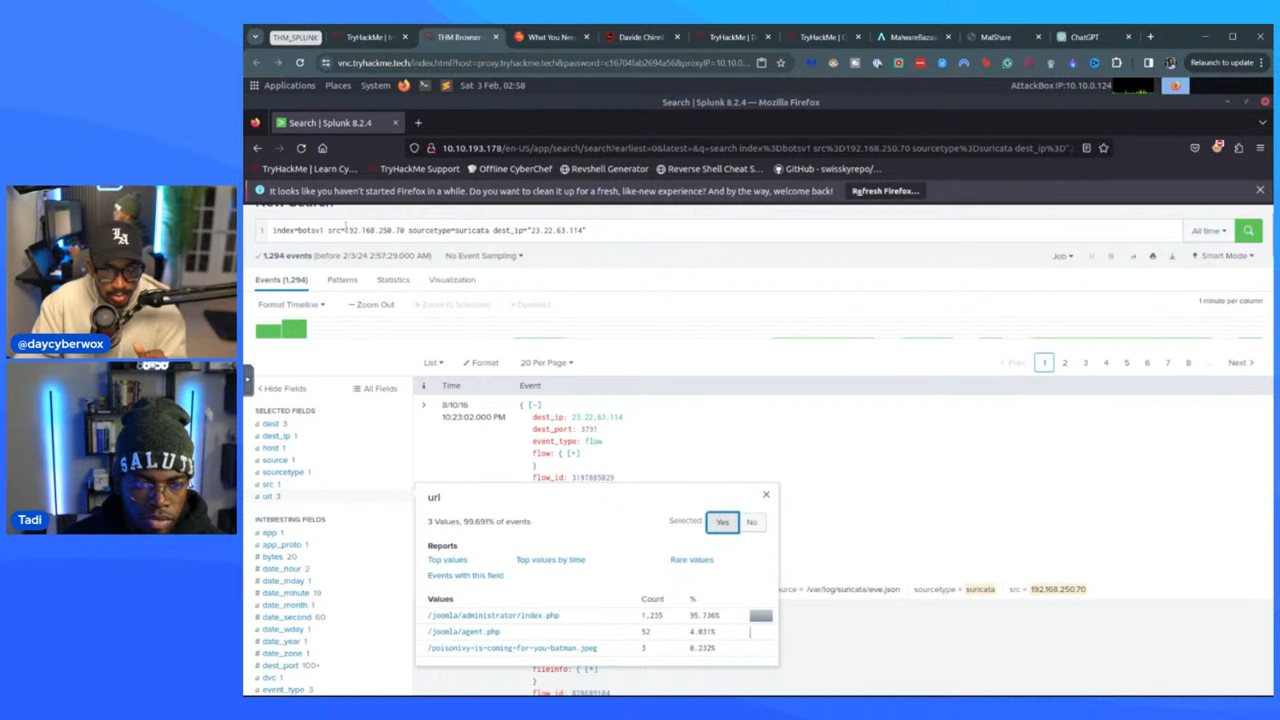 THM_SPLUNK
TryHackMe | I
THM Browser
What You Nee
Davide Chinni
TryHackMe | D
TryHackMe | C
MalwareBazaa
MalShare
ChatGPT
vnc.tryhackme.tech/index.html?host=proxy.tryhackme.tech&password=c16704fab2694a56&proxyIP=10.10.0.
Relaunch to update
Applications Places System
Sat 3 Feb, 02:58
AttackBox IP:10.10.0.124
Search | Splunk 8.2.4 — Mozilla Firefox
Search | Splunk 8.2.4
10.10.193.178/en-US/app/search/search?earliest=0&latest=&q=search index%3Dbotsv1 src%3D192.168.250.70 sourcetype%3Dsuricata dest_ip%3D"
TryHackMe | Learn Cy...
TryHackMe Support
Offline CyberChef
Revshell Generator
Reverse Shell Cheat S...
GitHub - swisskyrepo/...
It looks like you haven't started Firefox in a while. Do you want to clean it up for a fresh, like-new experience? And by the way, welcome back!
Refresh Firefox...
New Search
1 index=botsv1 src=192.168.250.70 sourcetype=suricata dest_ip="23.22.63.114"
All time
1,294 events (before 2/3/24 2:57:29.000 AM)
No Event Sampling
Job
Smart Mode
Events (1,294)
Patterns
Statistics
Visualization
Format Timeline
— Zoom Out
+ Zoom to Selection
× Deselect
1 minute per column
List
Format
20 Per Page
Prev 1 2 3 4 5 6 7 8 ... Next
Hide Fields
All Fields
i Time Event
SELECTED FIELDS
a dest 3
a dest_ip 1
a host 1
a source 1
a sourcetype 1
a src 1
a url 3
INTERESTING FIELDS
a app 1
a app_proto 1
# bytes 20
# date_hour 2
# date_mday 1
# date_minute 19
a date_month 1
# date_second 60
a date_wday 1
# date_year 1
a date_zone 1
# dest_port 100+
a dvc 1
a event_type 3
8/10/16
10:23:02.000 PM
{ [-]
dest_ip: 23.22.63.114
dest_port: 3791
event_type: flow
flow: { [+]
}
flow_id: 3197885029
url
3 Values, 99.691% of events
Selected Yes No
Reports
Top values
Top values by time
Rare values
Events with this field
Values Count %
/joomla/administrator/index.php 1,235 95.736%
/joomla/agent.php 52 4.031%
/poisonivy-is-coming-for-you-batman.jpeg 3 0.232%
= /var/log/suricata/eve.json
sourcetype = suricata
src = 192.168.250.70
fileinfo: { [+]
}
LA
@daycyberwox
SALUTE
Tadi